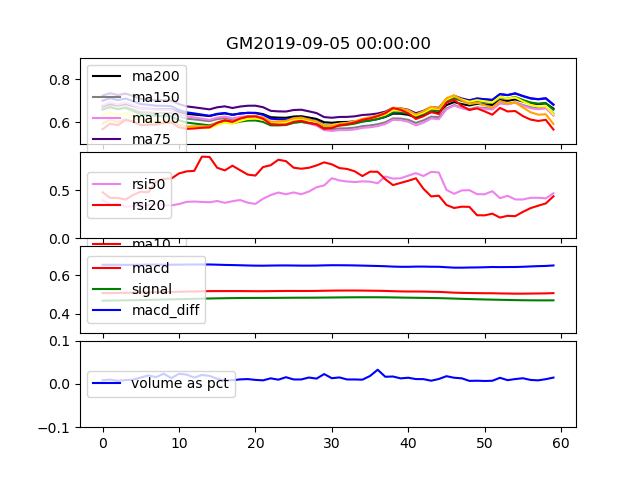 GM2019-09-05 00:00:00
0.8
0.6
ma200
ma150
ma100
ma75
0.5
0.0
rsi50
rsi20
ma10
0.6
0.4
macd
signal
macd_diff
0.1
0.0
−0.1
volume as pct
0 10 20 30 40 50 60